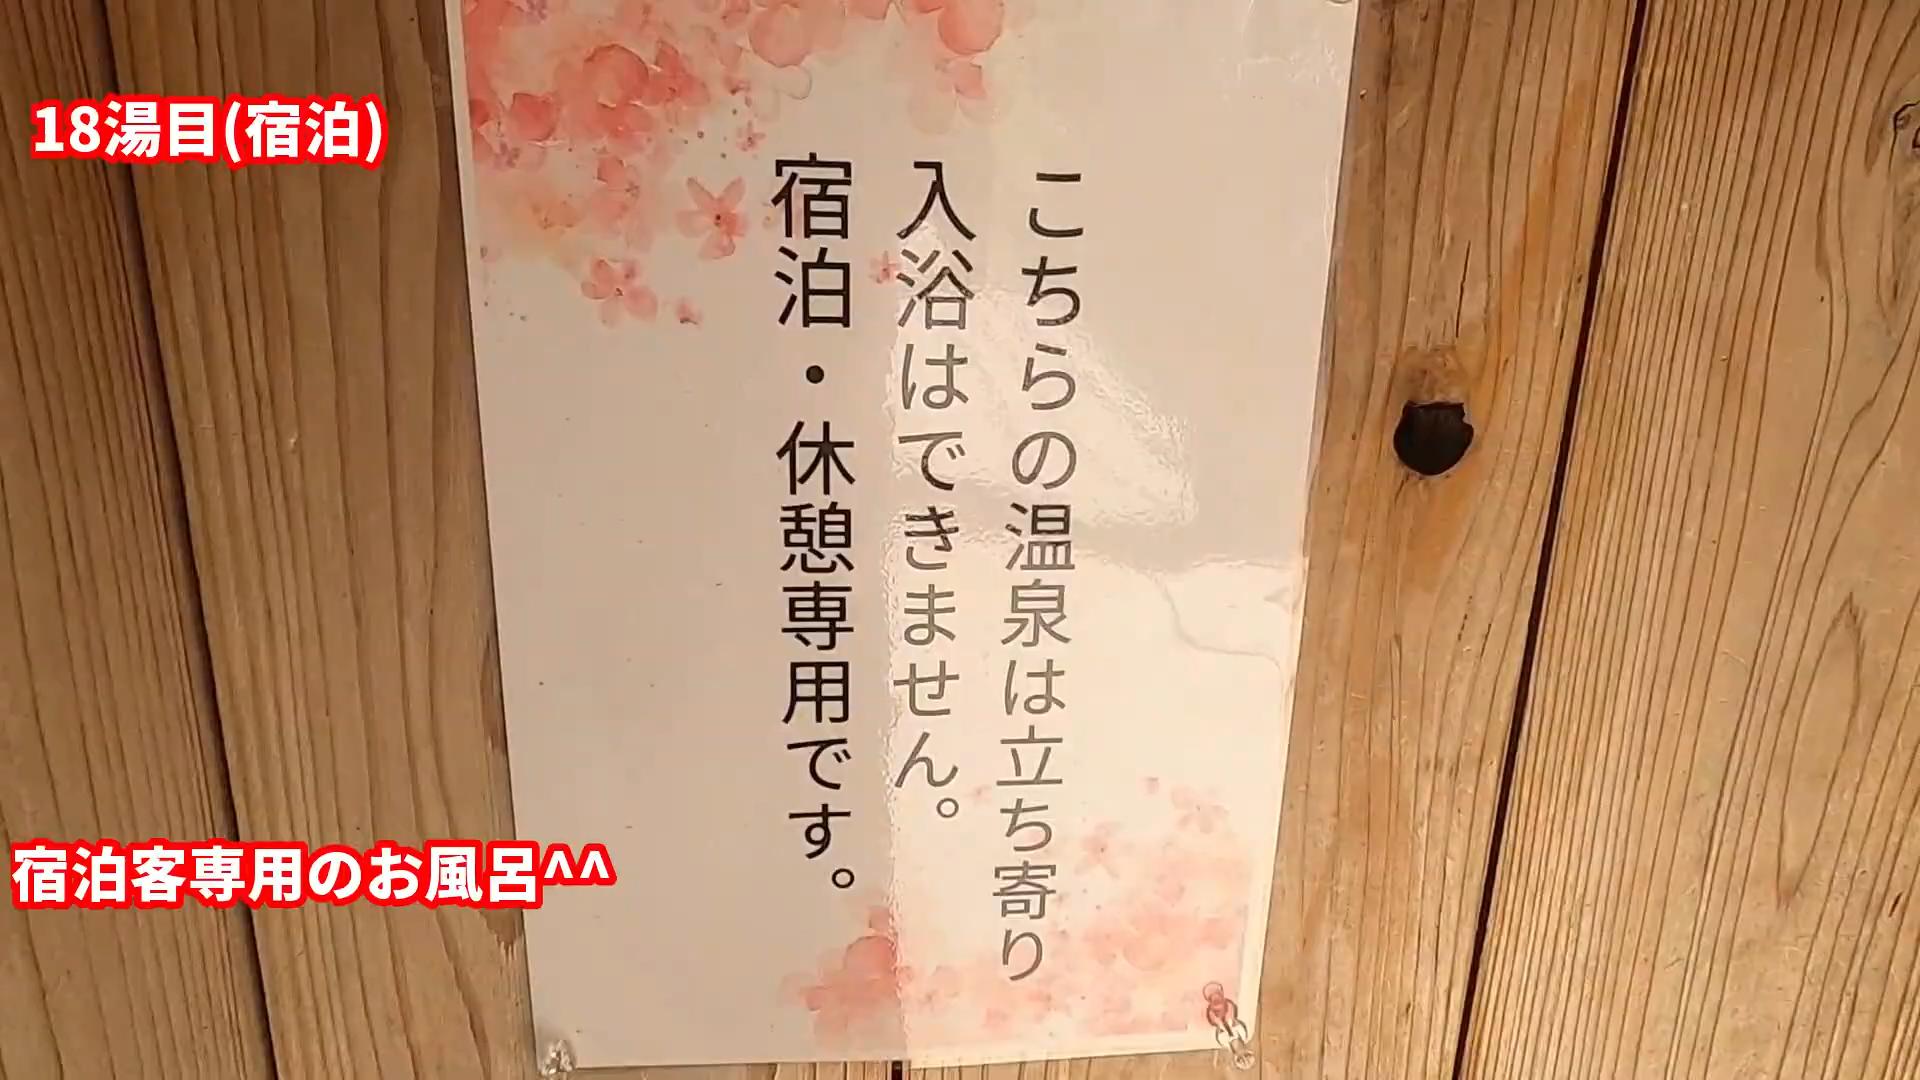 18湯目(宿泊)
こちらの温泉は立ち寄り
入浴はできません。
宿泊・休憩専用です。
宿泊客専用のお風呂^^